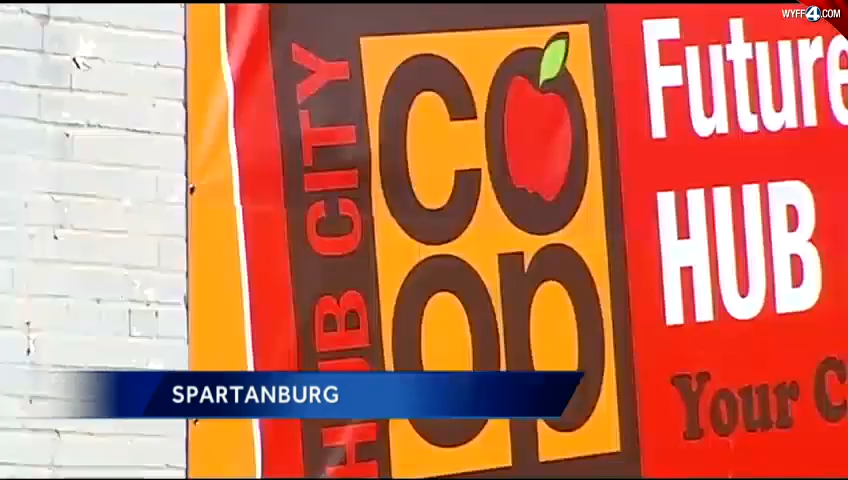 WYFF4.COM
HUB CITY
CO
OP
Future
HUB
Your C
SPARTANBURG